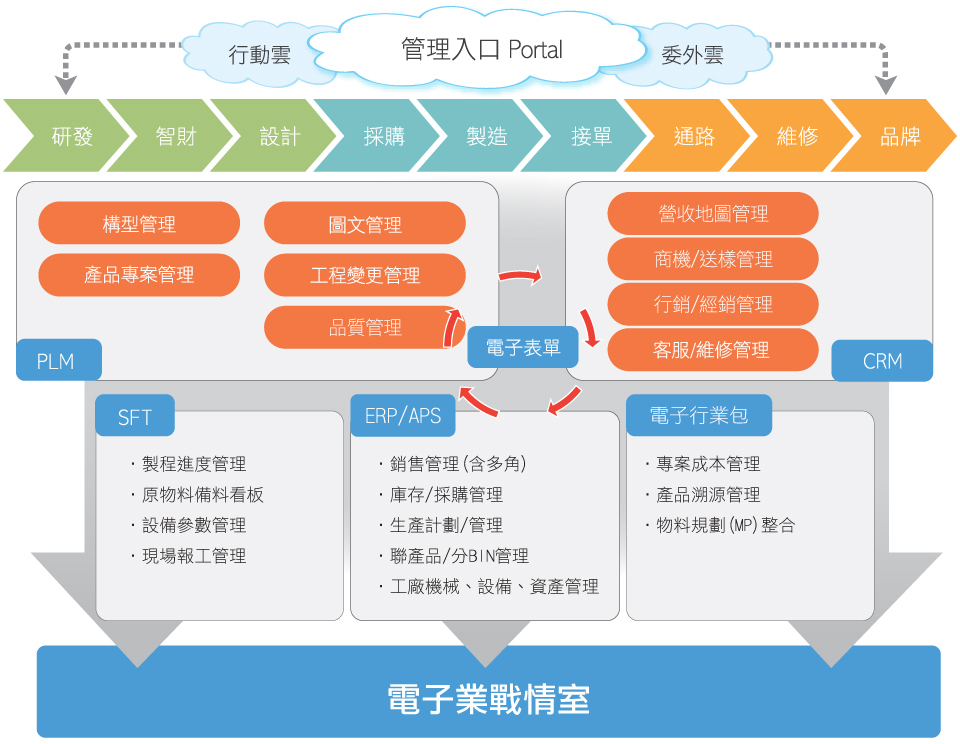 管理入口 Portal
行動雲
委外雲
研發
智財
設計
採購
製造
接單
通路
維修
品牌
構型管理
產品專案管理
圖文管理
工程變更管理
品質管理
PLM
電子表單
營收地圖管理
商機/送樣管理
行銷/經銷管理
客服/維修管理
CRM
SFT
・製程進度管理
・原物料備料看板
・設備參數管理
・現場報工管理
ERP/APS
・銷售管理(含多角)
・庫存/採購管理
・生產計劃/管理
・聯產品/分BIN管理
・工廠機械、設備、資產管理
電子行業包
・專案成本管理
・產品溯源管理
・物料規劃(MP)整合
電子業戰情室